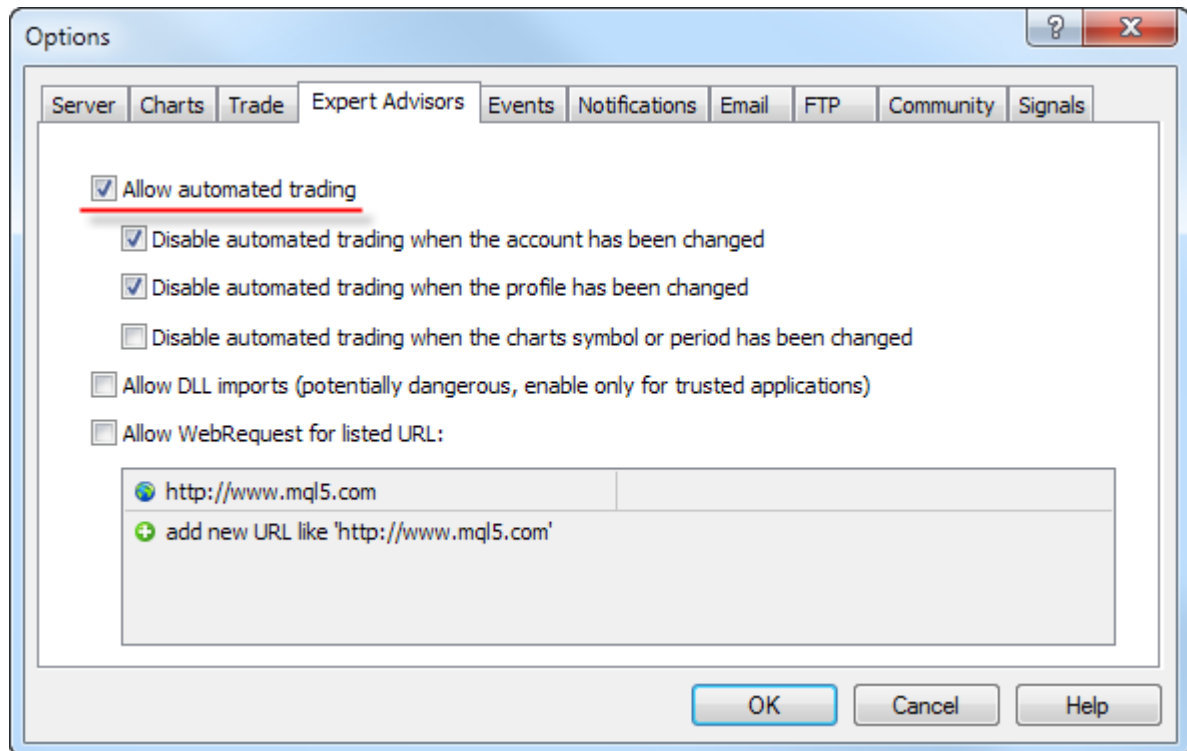 Options
Server Charts Trade Expert Advisors Events Notifications Email FTP Community Signals
Allow automated trading
Disable automated trading when the account has been changed
Disable automated trading when the profile has been changed
Disable automated trading when the charts symbol or period has been changed
Allow DLL imports (potentially dangerous, enable only for trusted applications)
Allow WebRequest for listed URL:
http://www.mql5.com
add new URL like 'http://www.mql5.com'
OK Cancel Help